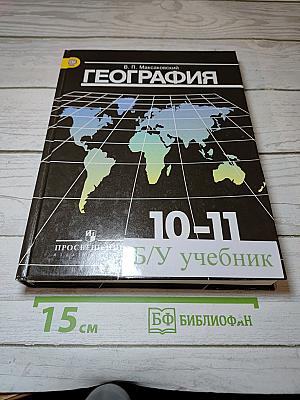 В. П. Максаковский
ГЕОГРАФИЯ
10–11
ПРОСВЕЩЕНИЕ
Б/У учебник
15 см
БФ БИБЛИОФАН